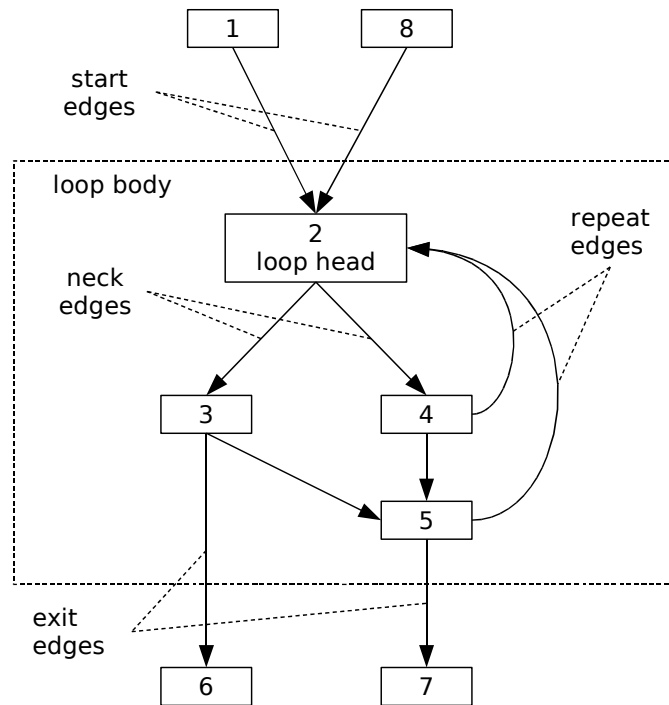 1
8
start
edges
loop body
2
loop head
repeat
edges
neck
edges
3
4
5
exit
edges
6
7